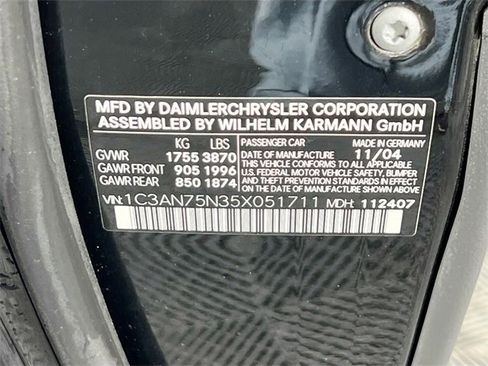 MFD BY DAIMLERCHRYSLER CORPORATION
ASSEMBLED BY WILHELM KARMANN GmbH
KG LBS
GVWR 1755 3870
GAWR FRONT 905 1996
GAWR REAR 850 1874
PASSENGER CAR MADE IN GERMANY
DATE OF MANUFACTURE 11/04
THIS VEHICLE CONFORMS TO ALL APPLICABLE
U.S. FEDERAL MOTOR VEHICLE SAFETY, BUMPER
AND THEFT PREVENTION STANDARDS IN EFFECT
ON THE DATE OF MANUFACTURE SHOWN ABOVE.
VIN: 1C3AN75N35X051711 MDH: 112407